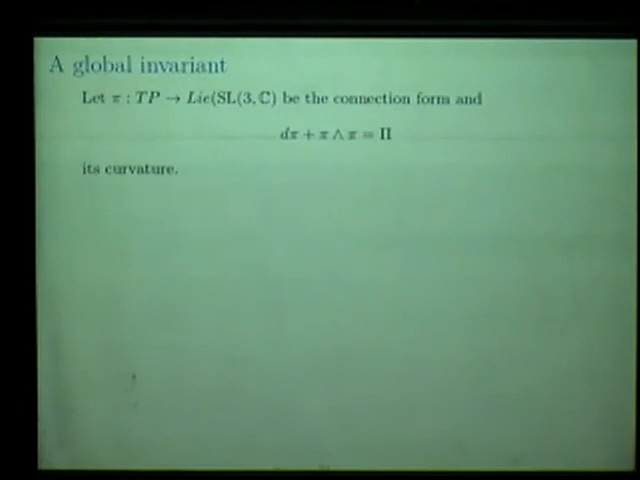 A global invariant
Let π : TP → Lie(SL(3, ℂ) be the connection form and
dπ + π ∧ π = Π
its curvature.